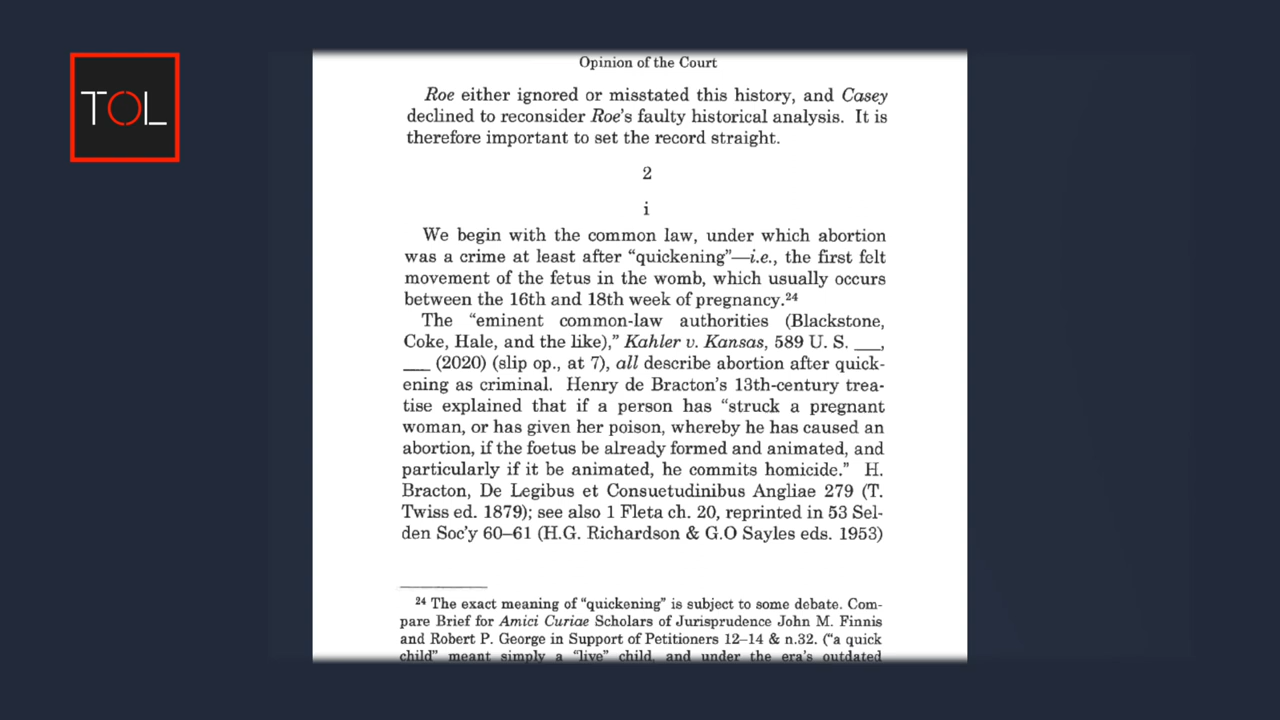 TOL
Opinion of the Court
Roe either ignored or misstated this history, and Casey
declined to reconsider Roe's faulty historical analysis. It is
therefore important to set the record straight.
2
i
We begin with the common law, under which abortion
was a crime at least after “quickening”—i.e., the first felt
movement of the fetus in the womb, which usually occurs
between the 16th and 18th week of pregnancy.24
The “eminent common-law authorities (Blackstone,
Coke, Hale, and the like),” Kahler v. Kansas, 589 U. S. ___,
___ (2020) (slip op., at 7), all describe abortion after quick-
ening as criminal. Henry de Bracton's 13th-century trea-
tise explained that if a person has “struck a pregnant
woman, or has given her poison, whereby he has caused an
abortion, if the foetus be already formed and animated, and
particularly if it be animated, he commits homicide.” H.
Bracton, De Legibus et Consuetudinibus Angliae 279 (T.
Twiss ed. 1879); see also 1 Fleta ch. 20, reprinted in 53 Sel-
den Soc'y 60–61 (H.G. Richardson & G.O Sayles eds. 1953)
24 The exact meaning of “quickening” is subject to some debate. Com-
pare Brief for Amici Curiae Scholars of Jurisprudence John M. Finnis
and Robert P. George in Support of Petitioners 12–14 & n.32. (“a quick
child” meant simply a “live” child, and under the era's outdated